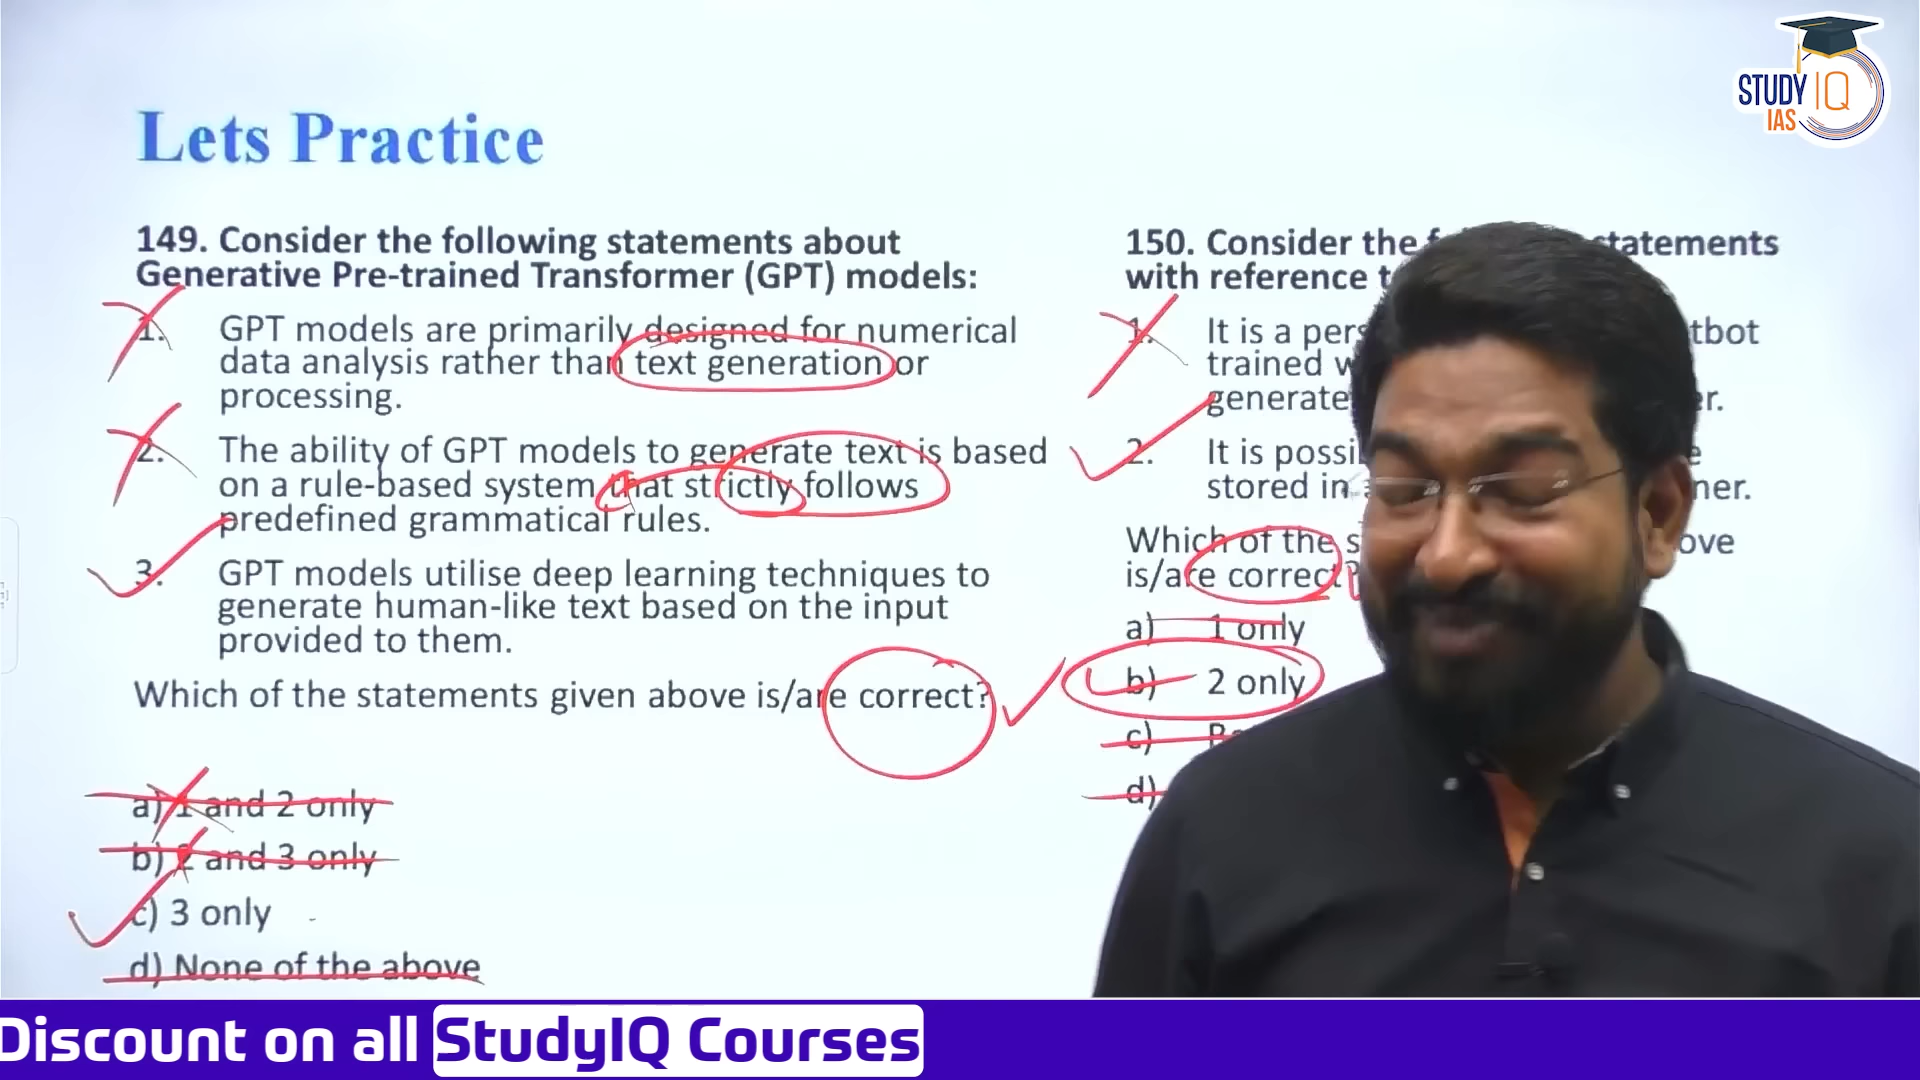 STUDY IQ
IAS
Lets Practice
149. Consider the following statements about
Generative Pre-trained Transformer (GPT) models:
1. GPT models are primarily designed for numerical
data analysis rather than text generation or
processing.
2. The ability of GPT models to generate text is based
on a rule-based system that strictly follows
predefined grammatical rules.
3. GPT models utilise deep learning techniques to
generate human-like text based on the input
provided to them.
Which of the statements given above is/are correct?
a) 1 and 2 only
b) 2 and 3 only
c) 3 only
d) None of the above
150. Consider the statements
with reference
1. It is a
trained
generate
2. It is
stored in
Which of the
is/are correct?
a) 1 only
b) 2 only
c)
d)
Discount on all StudyIQ Courses